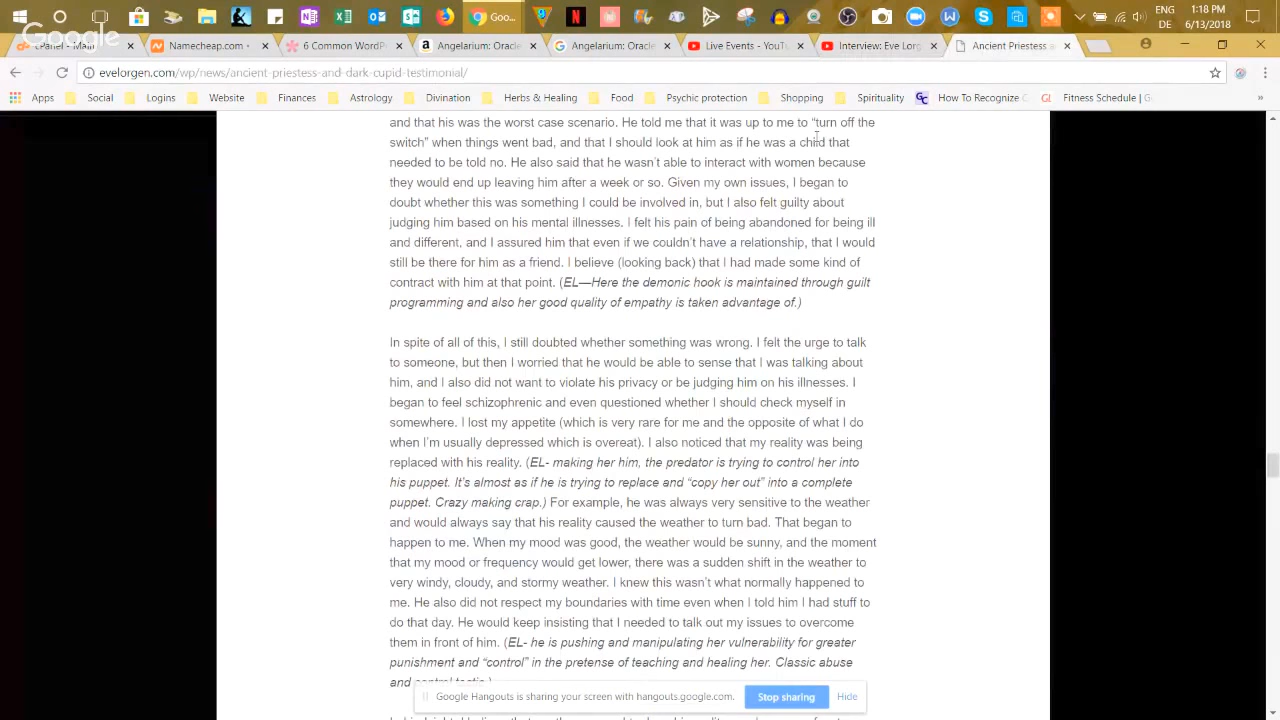 ENG
1:18 PM
DE
6/13/2018
Google
Goo...
cPanel - Main
Namecheap.com -
6 Common WordP
Angelarium: Oracle
Angelarium: Oracle
Live Events - YouTu
Interview: Eve Lorg
Ancient Priestess a
evelorgen.com/wp/news/ancient-priestess-and-dark-cupid-testimonial/
Apps
Social
Logins
Website
Finances
Astrology
Divination
Herbs & Healing
Food
Psychic protection
Shopping
Spirituality
GC
How To Recognize
GI
Fitness Schedule | G
»
and that his was the worst case scenario. He told me that it was up to me to “turn off the
switch” when things went bad, and that I should look at him as if he was a child that
needed to be told no. He also said that he wasn’t able to interact with women because
they would end up leaving him after a week or so. Given my own issues, I began to
doubt whether this was something I could be involved in, but I also felt guilty about
judging him based on his mental illnesses. I felt his pain of being abandoned for being ill
and different, and I assured him that even if we couldn’t have a relationship, that I would
still be there for him as a friend. I believe (looking back) that I had made some kind of
contract with him at that point. (EL—Here the demonic hook is maintained through guilt
programming and also her good quality of empathy is taken advantage of.)
In spite of all of this, I still doubted whether something was wrong. I felt the urge to talk
to someone, but then I worried that he would be able to sense that I was talking about
him, and I also did not want to violate his privacy or be judging him on his illnesses. I
began to feel schizophrenic and even questioned whether I should check myself in
somewhere. I lost my appetite (which is very rare for me and the opposite of what I do
when I’m usually depressed which is overeat). I also noticed that my reality was being
replaced with his reality. (EL- making her him, the predator is trying to control her into
his puppet. It’s almost as if he is trying to replace and “copy her out” into a complete
puppet. Crazy making crap.) For example, he was always very sensitive to the weather
and would always say that his reality caused the weather to turn bad. That began to
happen to me. When my mood was good, the weather would be sunny, and the moment
that my mood or frequency would get lower, there was a sudden shift in the weather to
very windy, cloudy, and stormy weather. I knew this wasn’t what normally happened to
me. He also did not respect my boundaries with time even when I told him I had stuff to
do that day. He would keep insisting that I needed to talk out my issues to overcome
them in front of him. (EL- he is pushing and manipulating her vulnerability for greater
punishment and “control” in the pretense of teaching and healing her. Classic abuse
and control tactic.)
Google Hangouts is sharing your screen with hangouts.google.com.
Stop sharing
Hide